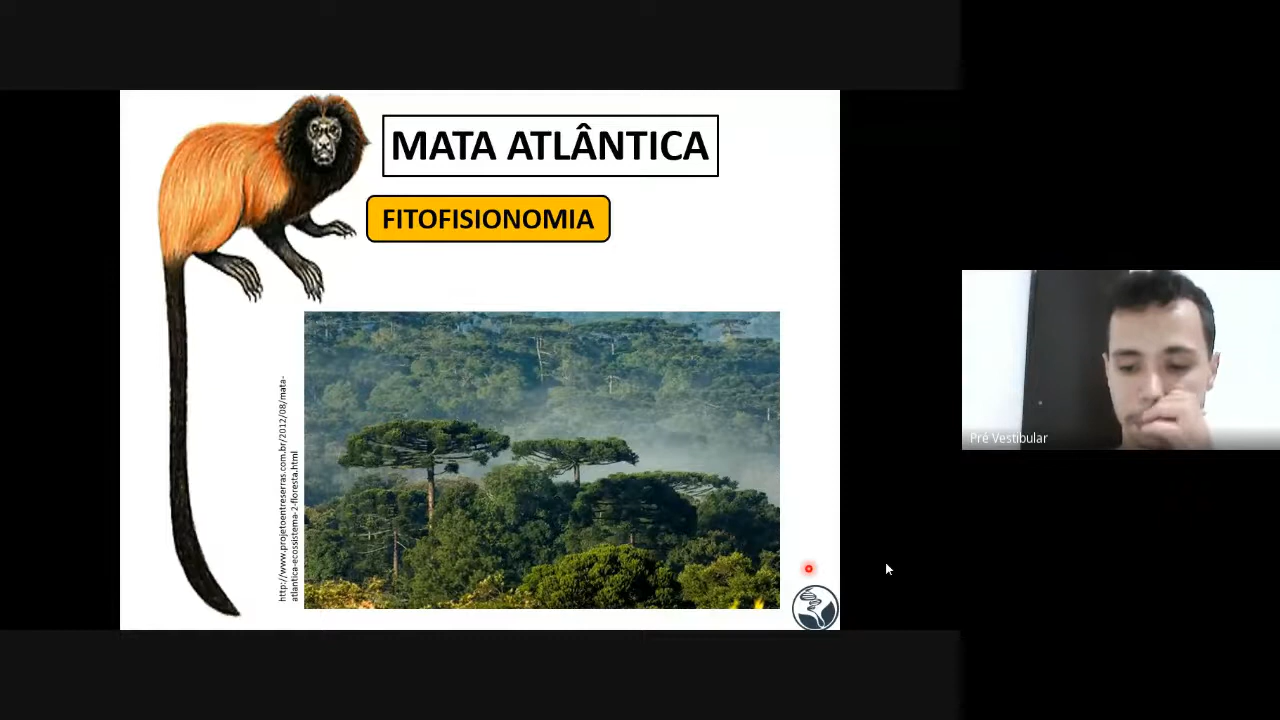 MATA ATLÂNTICA
FITOFISIONOMIA
http://www.projetoentreserras.com.br/2012/08/mata-
atlantica-ecossistema-2-floresta.html
Pré Vestibular